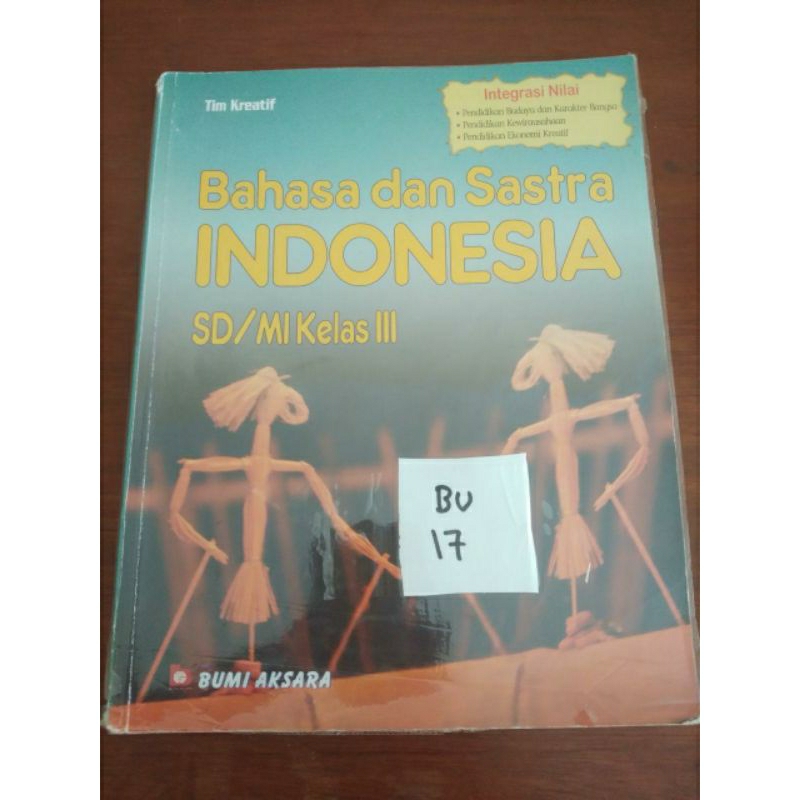 Tim Kreatif
Integrasi Nilai
• Pendidikan Budaya dan Karakter Bangsa
• Pendidikan Kewirausahaan
• Pendidikan Ekonomi Kreatif
Bahasa dan Sastra
INDONESIA
SD/MI Kelas III
BU
17
BUMI AKSARA